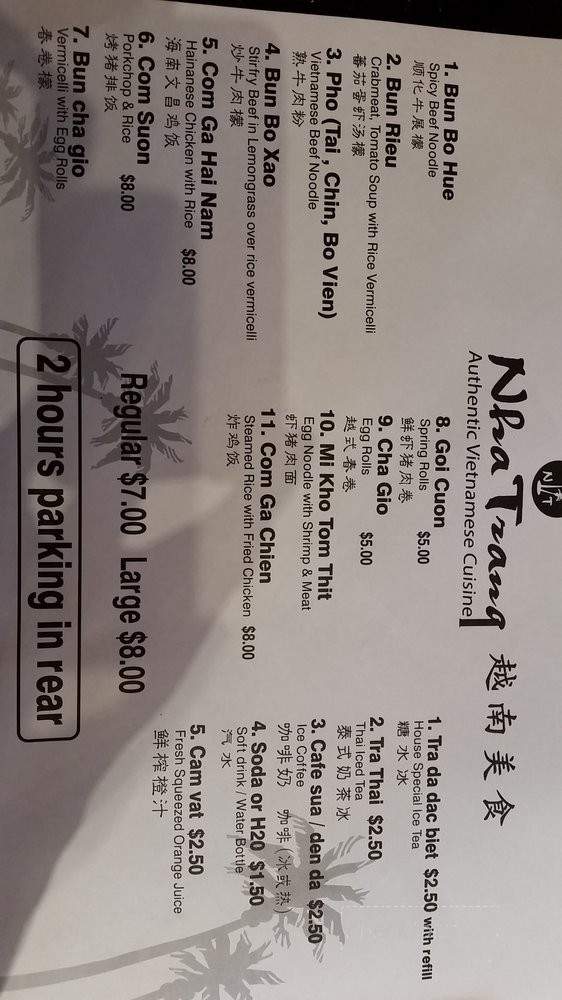 Nha Trang 越南美食
Authentic Vietnamese Cuisine
1. Bun Bo Hue
Spicy Beef Noodle
顺化牛展檬
2. Bun Rieu
Crabmeat, Tomato Soup with Rice Vermicelli
蕃茄蛋虾汤檬
3. Pho (Tai , Chin, Bo Vien)
Vietnamese Beef Noodle
熟牛肉粉
4. Bun Bo Xao
Stirfry Beef in Lemongrass over rice vermicelli
炒牛肉檬
5. Com Ga Hai Nam
Hainanese Chicken with Rice $8.00
海南文昌鸡饭
6. Com Suon
Porkchop & Rice $8.00
烤猪排饭
7. Bun cha gio
Vermicelli with Egg Rolls
春卷檬
8. Goi Cuon
Spring Rolls $5.00
鲜虾猪肉卷
9. Cha Gio
Egg Rolls $5.00
越式春卷
10. Mi Kho Tom Thit
Egg Noodle with Shrimp & Meat
虾猪肉面
11. Com Ga Chien
Steamed Rice with Fried Chicken $8.00
炸鸡饭
Regular $7.00 Large $8.00
2 hours parking in rear
1. Tra da dac biet $2.50 with refill
House Special Ice Tea
糖水冰
2. Tra Thai $2.50
Thai Iced Tea
泰式奶茶冰
3. Cafe sua / den da $2.50
Ice Coffee
咖啡奶 咖啡(冰或热)
4. Soda or H20 $1.50
Soft drink / Water Bottle
汽水
5. Cam vat $2.50
Fresh Squeezed Orange Juice
鲜榨橙汁